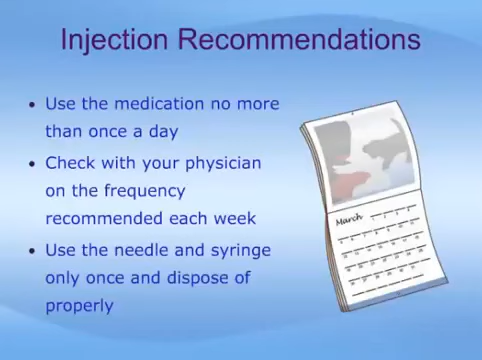 Injection Recommendations
• Use the medication no more
than once a day
• Check with your physician
on the frequency
recommended each week
• Use the needle and syringe
only once and dispose of
properly
March